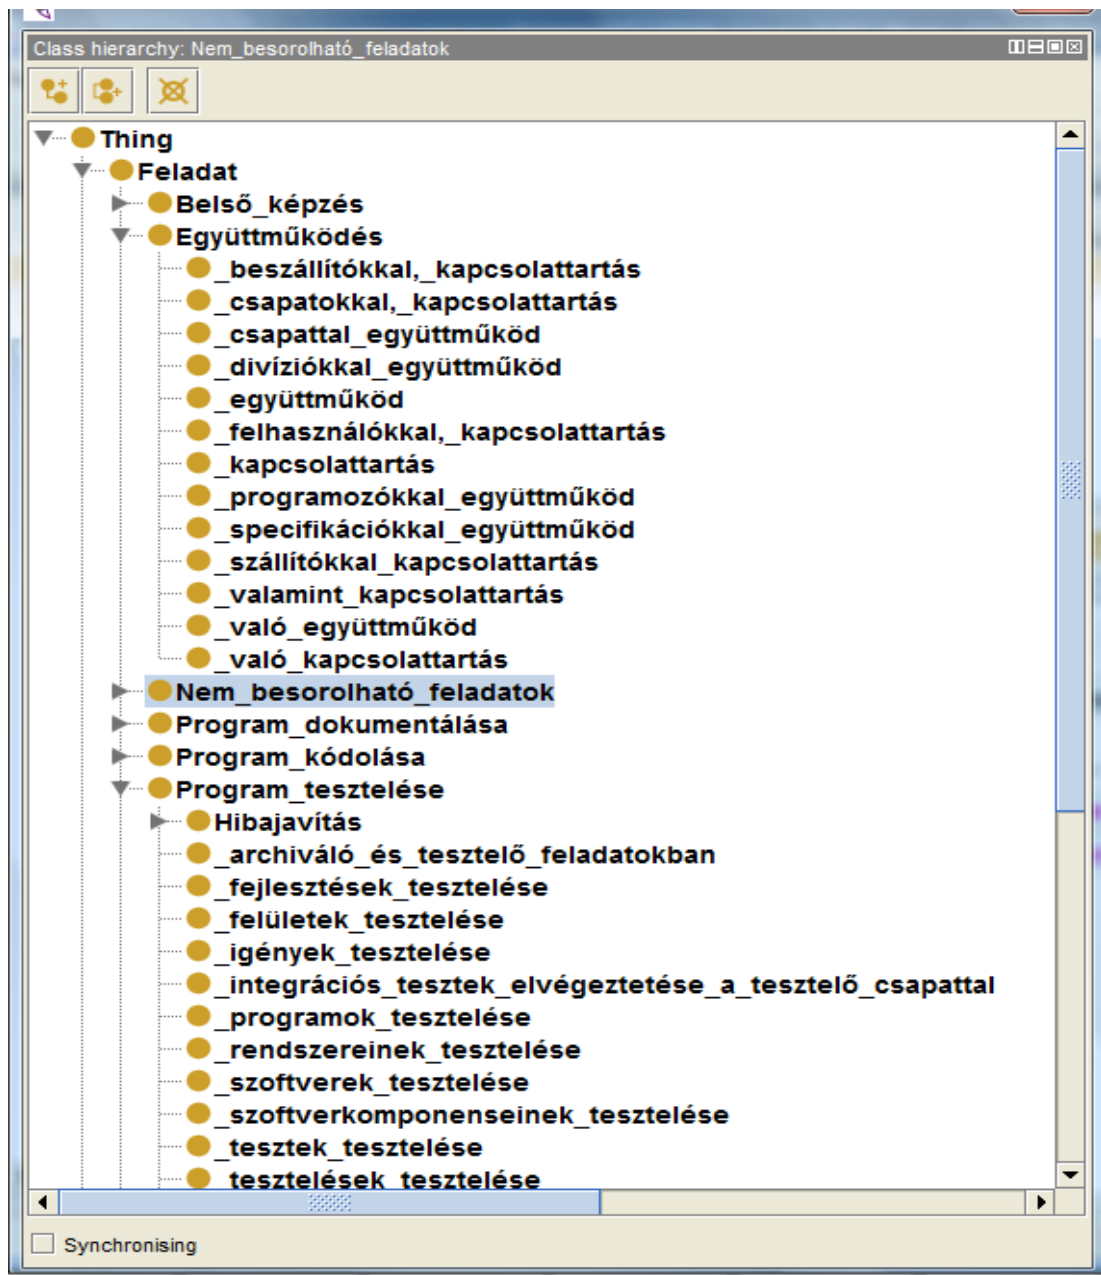 Class hierarchy: Nem_besorolható_feladatok
Thing
Feladat
Belső_képzés
Együttműködés
_beszállítókkal,_kapcsolattartás
_csapatokkal,_kapcsolattartás
_csapattal_együttműköd
_divíziókkal_együttműköd
_együttműköd
_felhasználókkal,_kapcsolattartás
_kapcsolattartás
_programozókkal_együttműköd
_specifikációkkal_együttműköd
_szállítókkal_kapcsolattartás
_valamint_kapcsolattartás
_való_együttműköd
_való_kapcsolattartás
Nem_besorolható_feladatok
Program_dokumentálása
Program_kódolása
Program_tesztelése
Hibajavítás
_archiváló_és_tesztelő_feladatokban
_fejlesztések_tesztelése
_felületek_tesztelése
_igények_tesztelése
_integrációs_tesztek_elvégeztetése_a_tesztelő_csapattal
_programok_tesztelése
_rendszereinek_tesztelése
_szoftverek_tesztelése
_szoftverkomponenseinek_tesztelése
_tesztek_tesztelése
_tesztelések_tesztelése
Synchronising